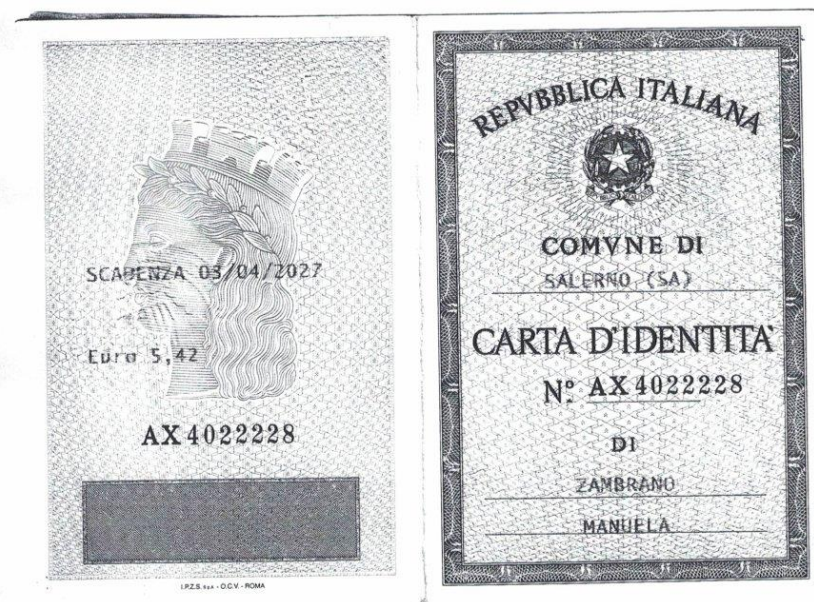 SCADENZA 03/04/2027
Euro 5,42
AX 4022228
I.P.Z.S. S.p.A. - O.C.V. - ROMA
REPVBBLICA ITALIANA
COMVNE DI
SALERNO (SA)
CARTA D'IDENTITA'
N° AX 4022228
DI
ZAMBRANO
MANUELA